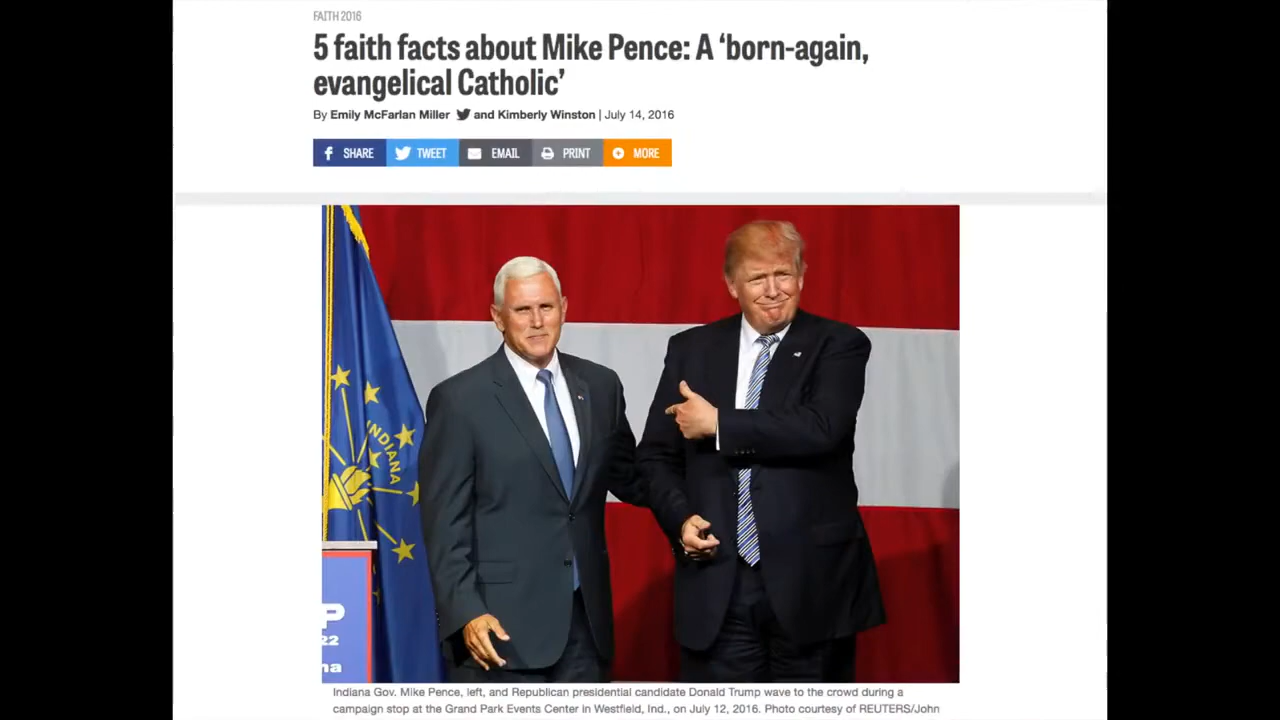 FAITH 2016
5 faith facts about Mike Pence: A ‘born-again,
evangelical Catholic’
By Emily McFarlan Miller and Kimberly Winston | July 14, 2016
SHARE TWEET EMAIL PRINT MORE
INDIANA
P
22
na
Indiana Gov. Mike Pence, left, and Republican presidential candidate Donald Trump wave to the crowd during a
campaign stop at the Grand Park Events Center in Westfield, Ind., on July 12, 2016. Photo courtesy of REUTERS/John